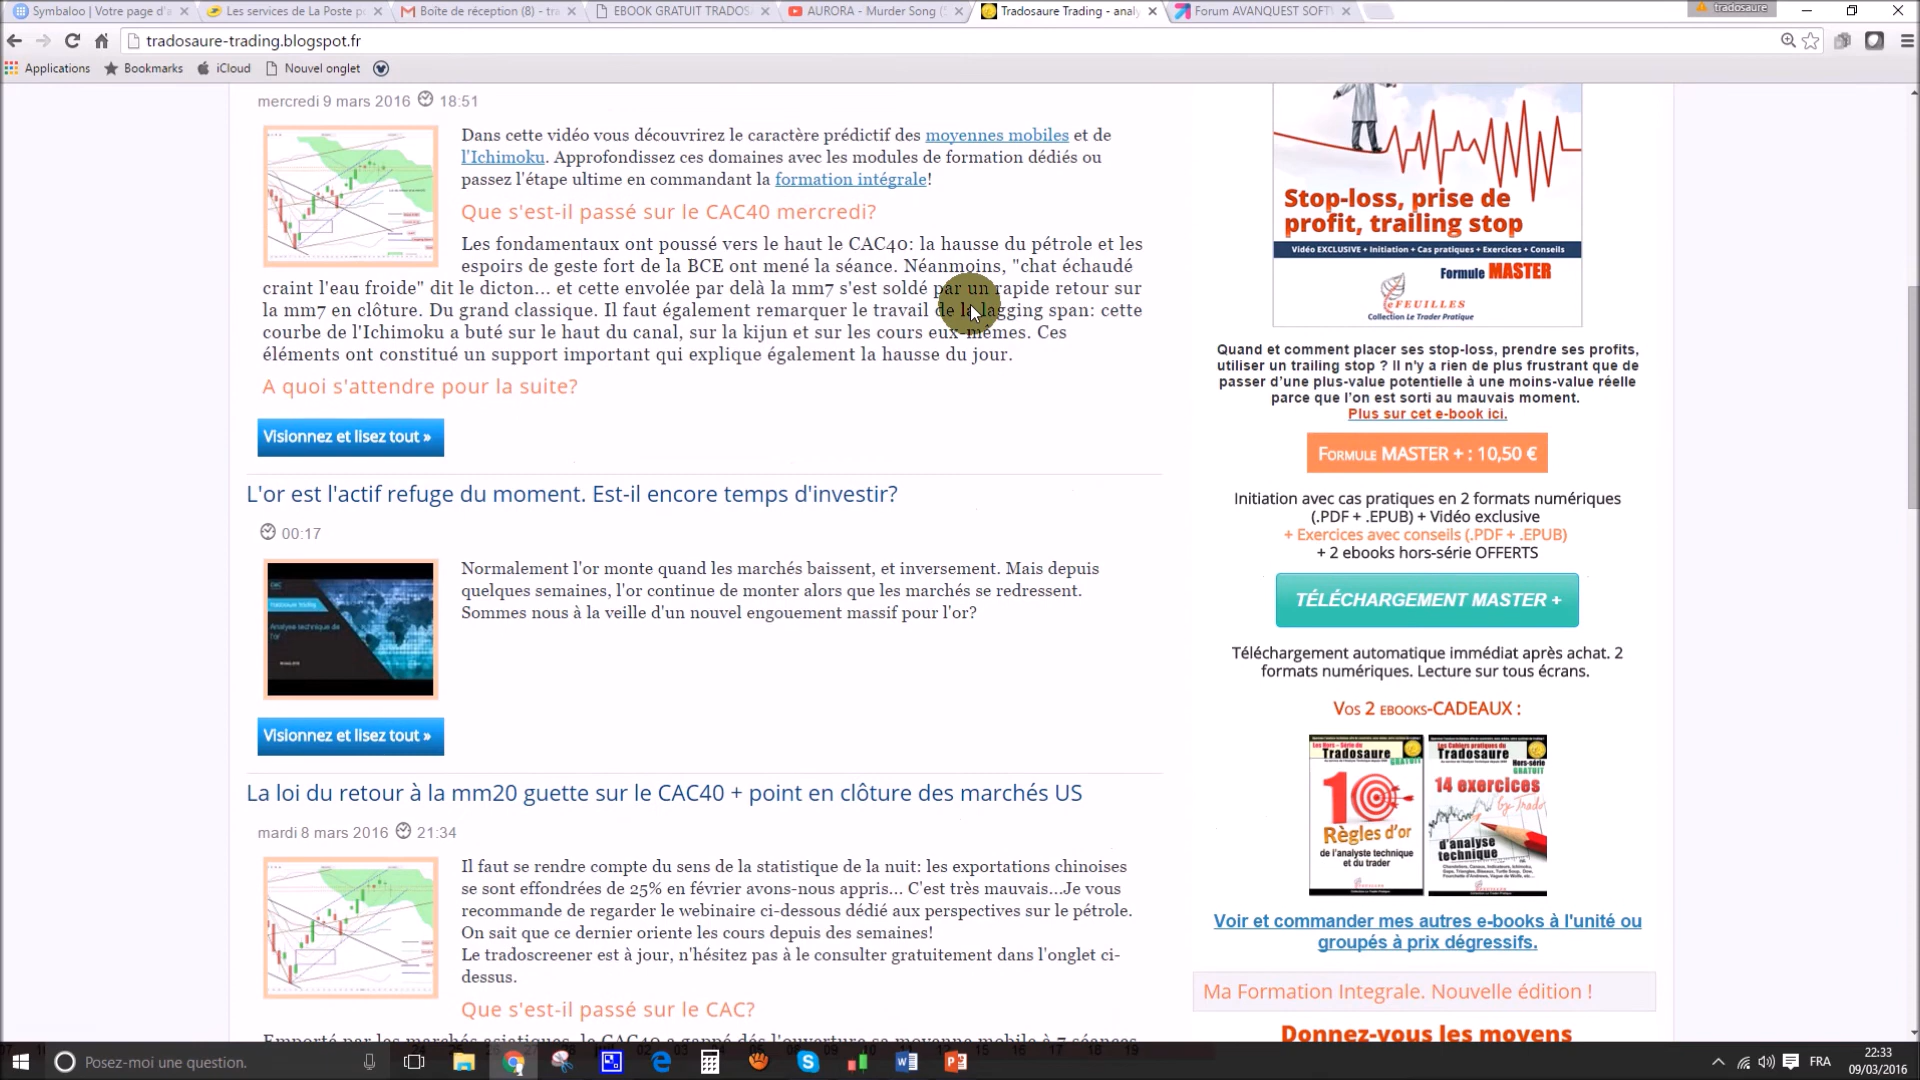 Symbaloo | Votre page d'a
Les services de La Poste po
Boîte de réception (8) - tra
EBOOK GRATUIT TRADOS
AURORA - Murder Song (5
Tradosaure Trading - analy
Forum AVANQUEST SOFTW
tradosaure
tradosaure-trading.blogspot.fr
Applications
Bookmarks
iCloud
Nouvel onglet
mercredi 9 mars 2016 18:51
Dans cette vidéo vous découvrirez le caractère prédictif des moyennes mobiles et de
l'Ichimoku. Approfondissez ces domaines avec les modules de formation dédiés ou
passez l'étape ultime en commandant la formation intégrale!
Que s'est-il passé sur le CAC40 mercredi?
Les fondamentaux ont poussé vers le haut le CAC40: la hausse du pétrole et les
espoirs de geste fort de la BCE ont mené la séance. Néanmoins, "chat échaudé
craint l'eau froide" dit le dicton... et cette envolée par delà la mm7 s'est soldé par un rapide retour sur
la mm7 en clôture. Du grand classique. Il faut également remarquer le travail de la lagging span: cette
courbe de l'Ichimoku a buté sur le haut du canal, sur la kijun et sur les cours eux-mêmes. Ces
éléments ont constitué un support important qui explique également la hausse du jour.
A quoi s'attendre pour la suite?
Visionnez et lisez tout »
L'or est l'actif refuge du moment. Est-il encore temps d'investir?
00:17
Tradosaure Trading
Analyse technique de
l'or
Normalement l'or monte quand les marchés baissent, et inversement. Mais depuis
quelques semaines, l'or continue de monter alors que les marchés se redressent.
Sommes nous à la veille d'un nouvel engouement massif pour l'or?
Visionnez et lisez tout »
La loi du retour à la mm20 guette sur le CAC40 + point en clôture des marchés US
mardi 8 mars 2016 21:34
Il faut se rendre compte du sens de la statistique de la nuit: les exportations chinoises
se sont effondrées de 25% en février avons-nous appris... C'est très mauvais...Je vous
recommande de regarder le webinaire ci-dessous dédié aux perspectives sur le pétrole.
On sait que ce dernier oriente les cours depuis des semaines!
Le tradoscreener est à jour, n'hésitez pas à le consulter gratuitement dans l'onglet ci-
dessus.
Que s'est-il passé sur le CAC?
Emporté par les marchés asiatiques, le CAC40 a gappé dès l'ouverture sa moyenne mobile à 7 séances
Stop-loss, prise de
profit, trailing stop
Vidéo EXCLUSIVE + Initiation + Cas pratiques + Exercices + Conseils
Formule MASTER
eFEUILLES
Collection Le Trader Pratique
Quand et comment placer ses stop-loss, prendre ses profits,
utiliser un trailing stop ? Il n'y a rien de plus frustrant que de
passer d'une plus-value potentielle à une moins-value réelle
parce que l'on est sorti au mauvais moment.
Plus sur cet e-book ici.
Formule MASTER + : 10,50 €
Initiation avec cas pratiques en 2 formats numériques
(.PDF + .EPUB) + Vidéo exclusive
+ Exercices avec conseils (.PDF + .EPUB)
+ 2 ebooks hors-série OFFERTS
TÉLÉCHARGEMENT MASTER +
Téléchargement automatique immédiat après achat. 2
formats numériques. Lecture sur tous écrans.
Vos 2 ebooks-CADEAUX :
Les Hors-Série de
Tradosaure
GRATUIT
10
Règles d'or
de l'analyste technique
et du trader
Les Cahiers pratiques de
Tradosaure
Hors-série
GRATUIT
14 exercices
d'analyse
technique
Voir et commander mes autres e-books à l'unité ou
groupés à prix dégressifs.
Ma Formation Integrale. Nouvelle édition !
Donnez-vous les moyens
Posez-moi une question.
FRA
22:33
09/03/2016